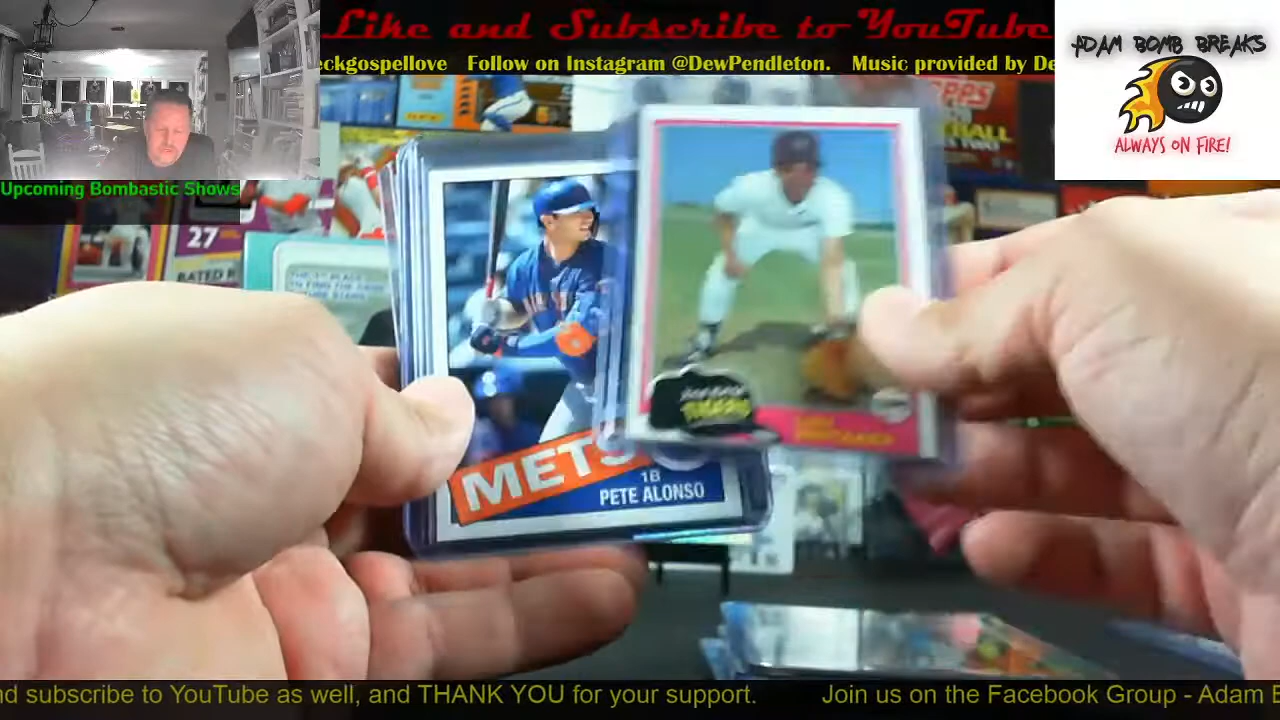 Like and Subscribe to YouTube
eckgospellove Follow on Instagram @DewPendleton. Music provided by De
ADAM BOMB BREAKS
ALWAYS ON FIRE!
Upcoming Bombastic Shows
27
RATED R
TIGERS
METS
1B
PETE ALONSO
nd subscribe to YouTube as well, and THANK YOU for your support. Join us on the Facebook Group - Adam B